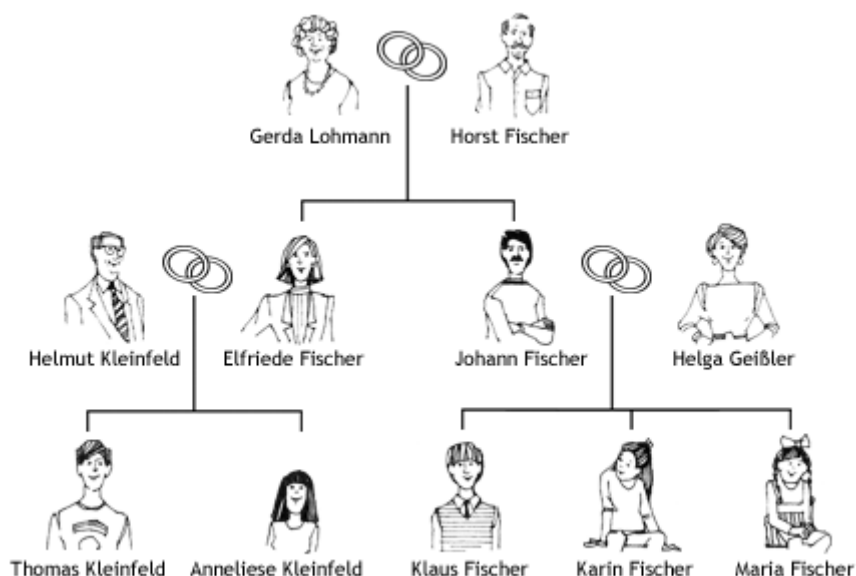 Gerda Lohmann Horst Fischer
Helmut Kleinfeld Elfriede Fischer Johann Fischer Helga Geißler
Thomas Kleinfeld Anneliese Kleinfeld Klaus Fischer Karin Fischer Maria Fischer